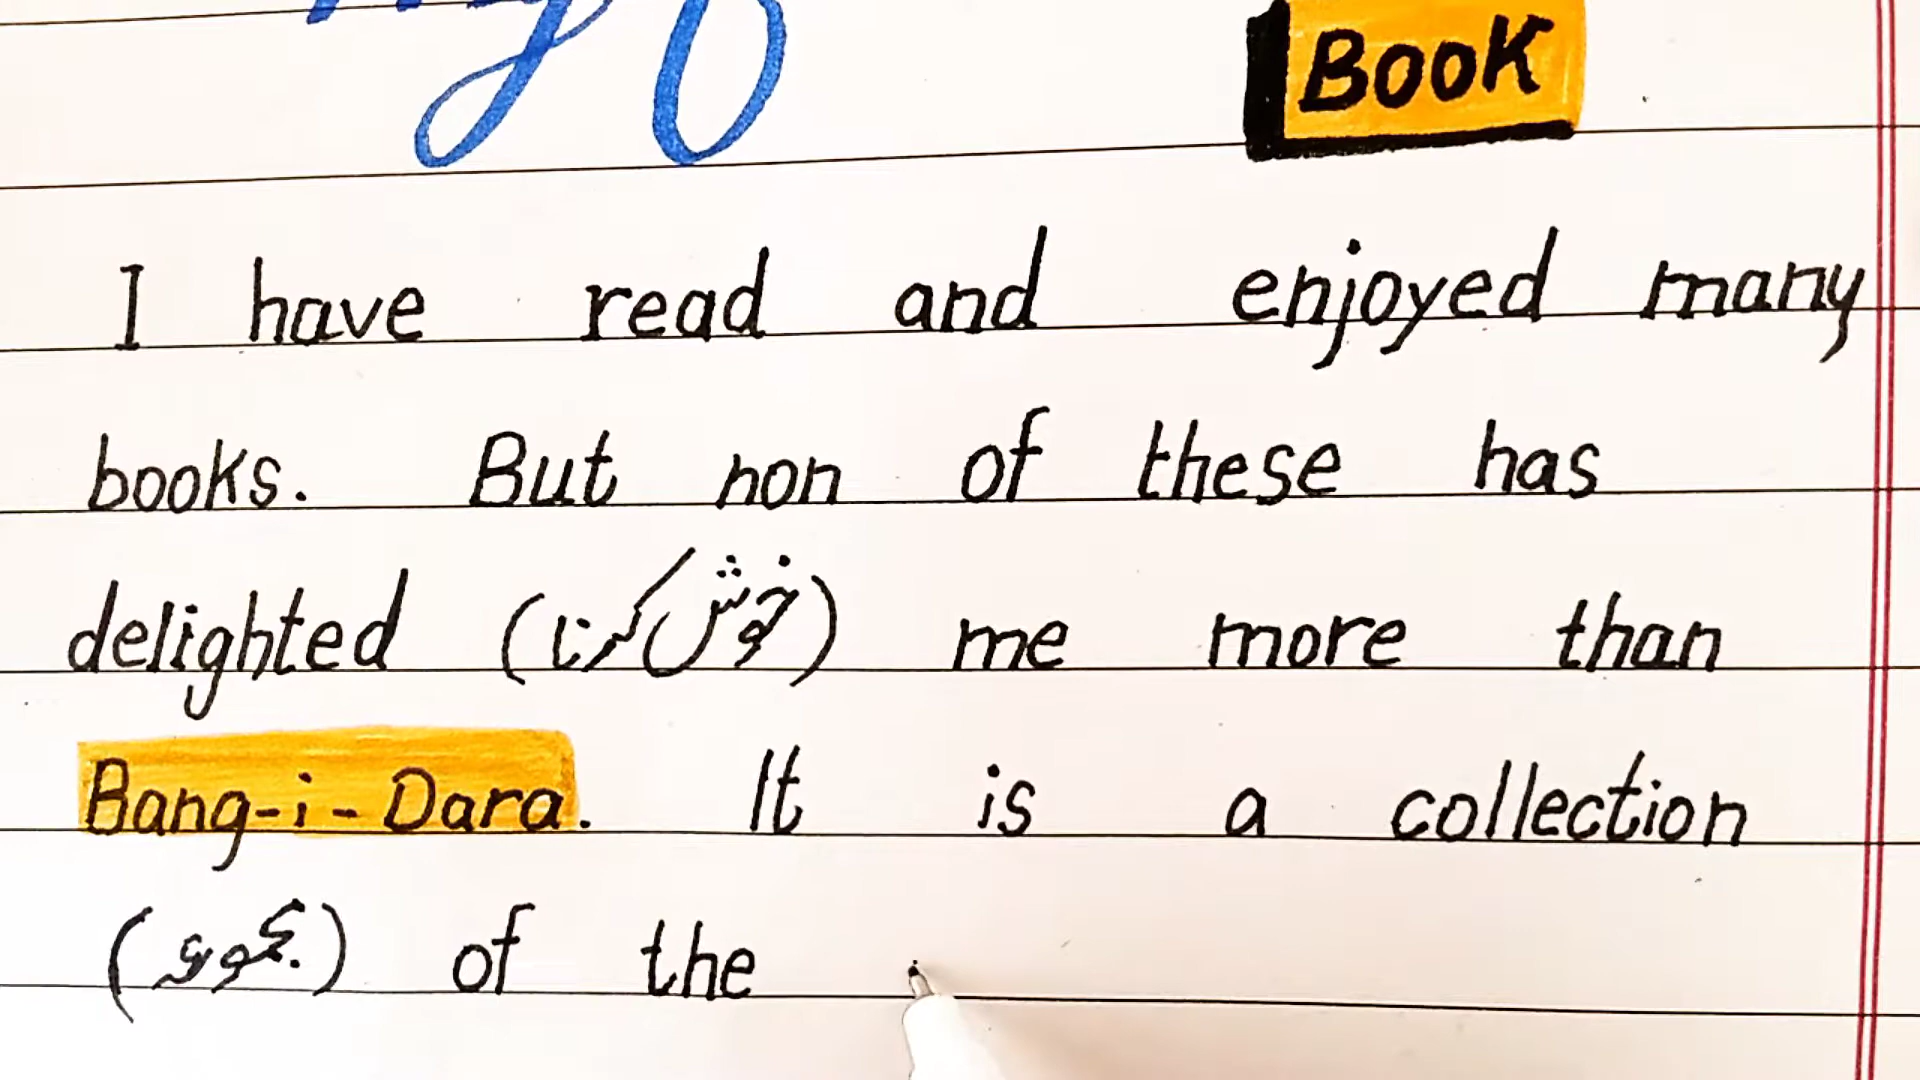 BOOK
I have read and enjoyed many
books. But non of these has
delighted (خوش کرنا) me more than
Bang-i-Dara. It is a collection
(مجموعہ) of the